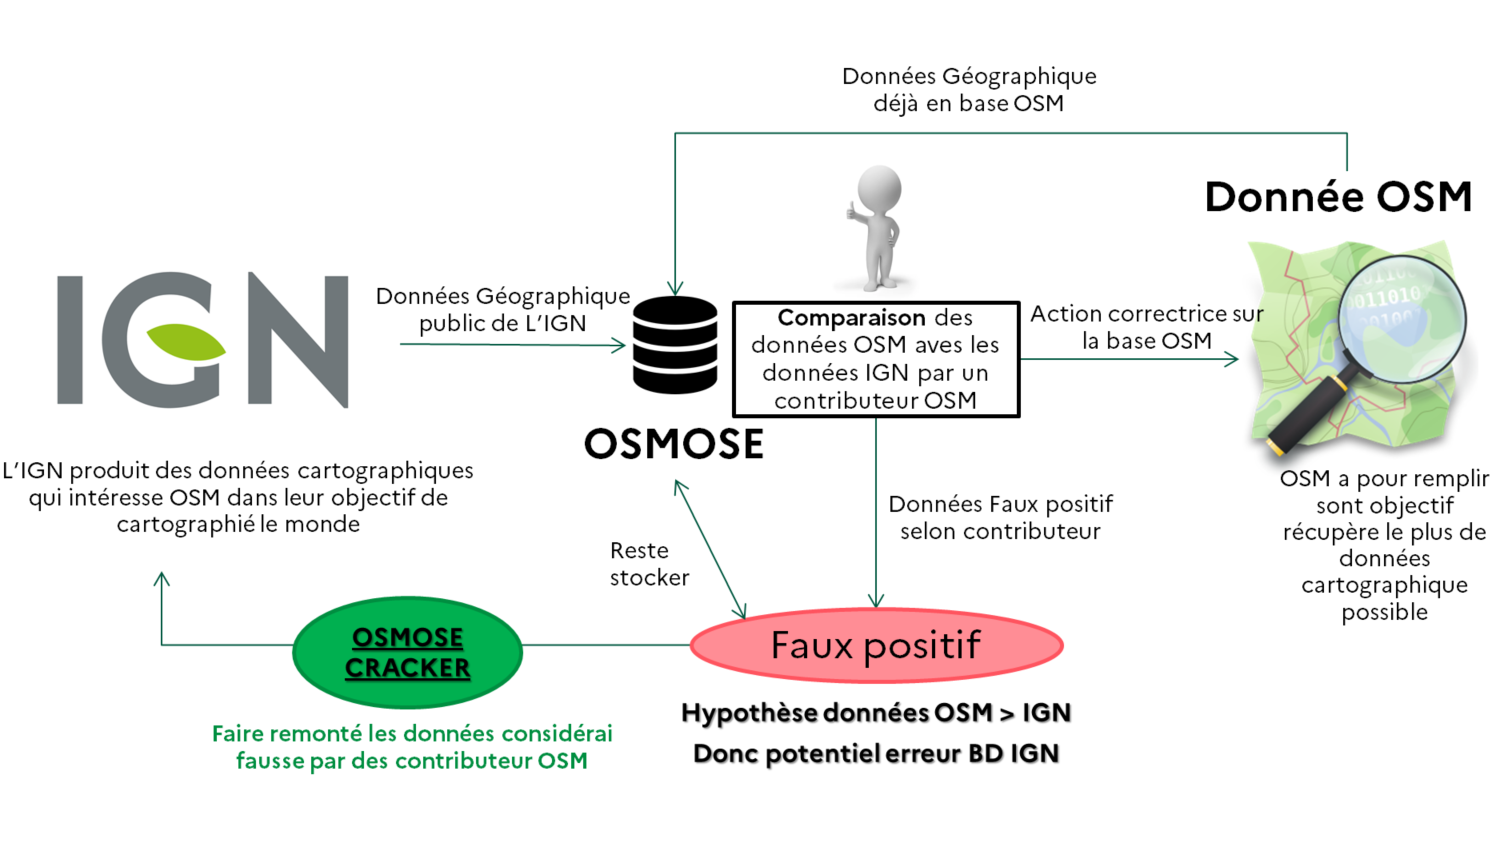 Données Géographique
déjà en base OSM
Donnée OSM
IGN
Données Géographique
public de L'IGN
Comparaison des
données OSM aves les
données IGN par un
contributeur OSM
Action correctrice sur
la base OSM
OSMOSE
L'IGN produit des données cartographiques
qui intéresse OSM dans leur objectif de
cartographié le monde
OSM a pour remplir
sont objectif
récupère le plus de
données
cartographique
possible
Données Faux positif
selon contributeur
Reste
stocker
OSMOSE
CRACKER
Faux positif
Faire remonté les données considérai
fausse par des contributeur OSM
Hypothèse données OSM > IGN
Donc potentiel erreur BD IGN